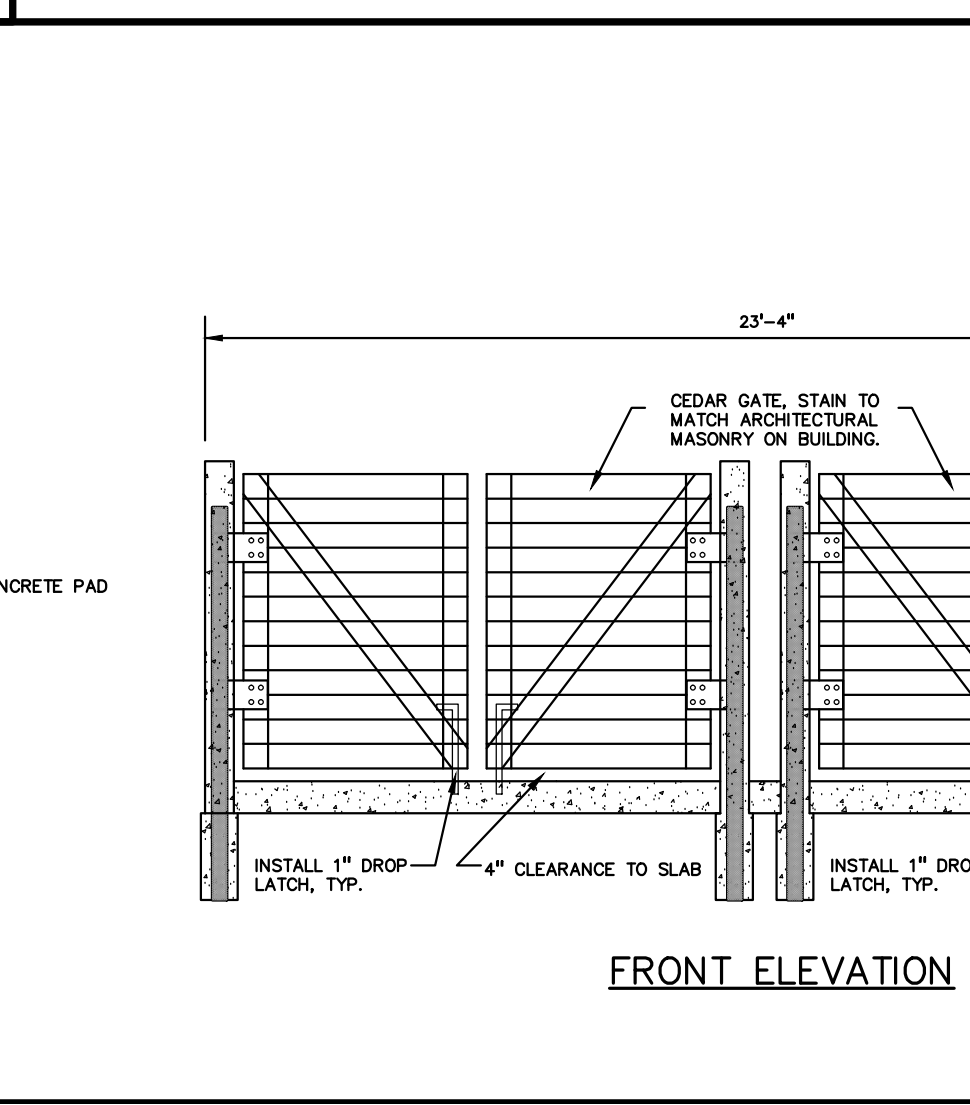 23'-4"
CEDAR GATE, STAIN TO
MATCH ARCHITECTURAL
MASONRY ON BUILDING.
NCRETE PAD
INSTALL 1" DROP
LATCH, TYP.
4" CLEARANCE TO SLAB
INSTALL 1" DRO
LATCH, TYP.
FRONT ELEVATION